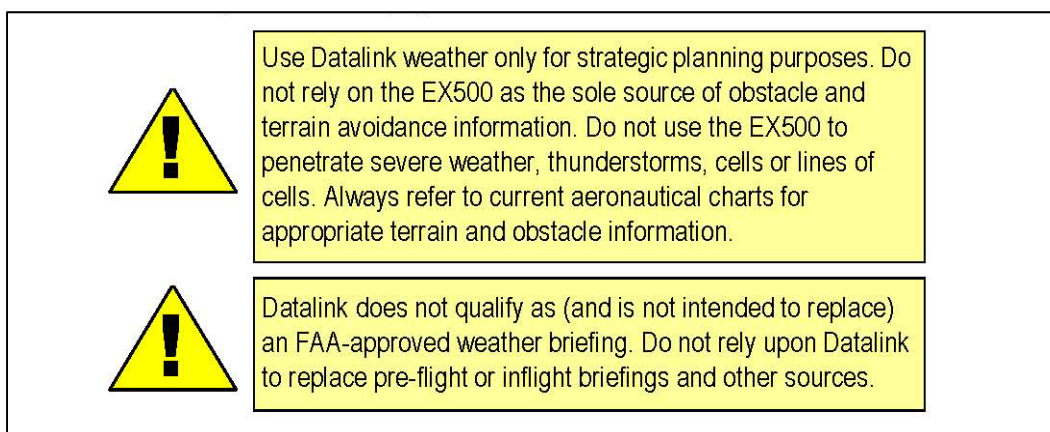 Use Datalink weather only for strategic planning purposes. Do
not rely on the EX500 as the sole source of obstacle and
terrain avoidance information. Do not use the EX500 to
penetrate severe weather, thunderstorms, cells or lines of
cells. Always refer to current aeronautical charts for
appropriate terrain and obstacle information.
Datalink does not qualify as (and is not intended to replace)
an FAA-approved weather briefing. Do not rely upon Datalink
to replace pre-flight or inflight briefings and other sources.